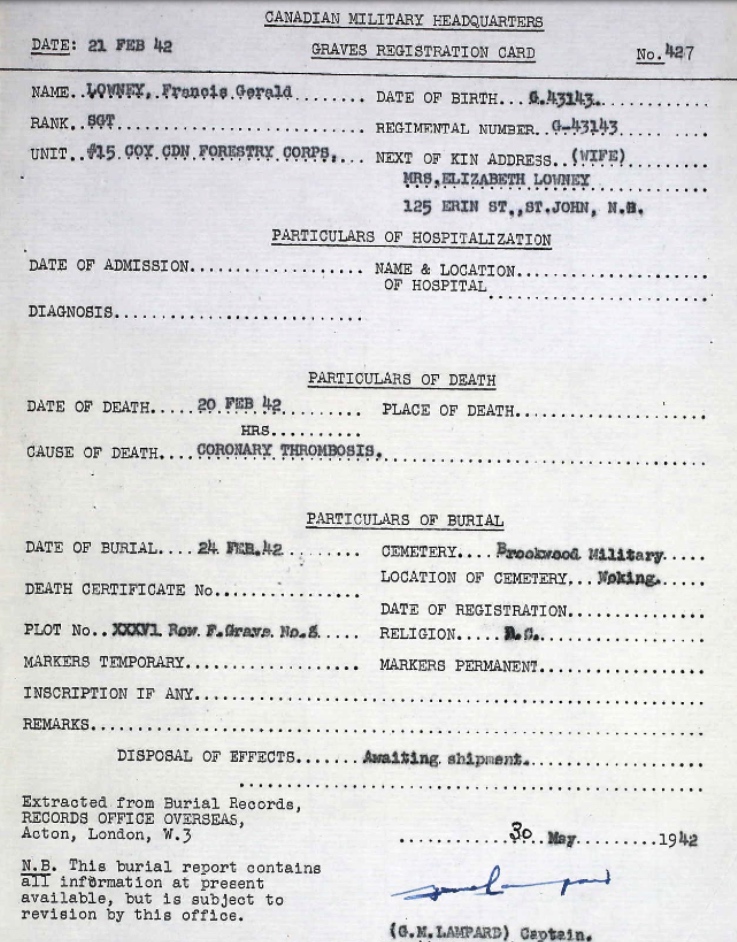 CANADIAN MILITARY HEADQUARTERS
DATE: 21 FEB 42 GRAVES REGISTRATION CARD No. 427
NAME..LOWNEY, Francis Gerald........ DATE OF BIRTH...G.43143............
RANK..SGT........................ REGIMENTAL NUMBER..G-43143.........
UNIT..#15 COY CDN FORESTRY CORPS.... NEXT OF KIN ADDRESS..(WIFE)
MRS.ELIZABETH LOWNEY............
125 ERIN ST.,ST.JOHN, N.B.
PARTICULARS OF HOSPITALIZATION
DATE OF ADMISSION.................. NAME & LOCATION....................
OF HOSPITAL ......................
DIAGNOSIS..........................
PARTICULARS OF DEATH
DATE OF DEATH.....20 FEB 42.......... PLACE OF DEATH....................
HRS..........
CAUSE OF DEATH....CORONARY THROMBOSIS...................................
PARTICULARS OF BURIAL
DATE OF BURIAL....24 FEB.42.......... CEMETERY....Brookwood Military.....
LOCATION OF CEMETERY...Woking.....
DEATH CERTIFICATE No...............
DATE OF REGISTRATION..............
PLOT No..XXXVI Row F.Grave No...... RELIGION.....R.C...................
MARKERS TEMPORARY.................. MARKERS PERMANENT.................
INSCRIPTION IF ANY......................................................
REMARKS.................................................................
DISPOSAL OF EFFECTS.......Awaiting shipment...................
................................................
Extracted from Burial Records,
RECORDS OFFICE OVERSEAS,
Acton, London, W.3
............30 May........1942
N.B. This burial report contains
all information at present
available, but is subject to
revision by this office.
(G.M.LAMPARD) Captain.